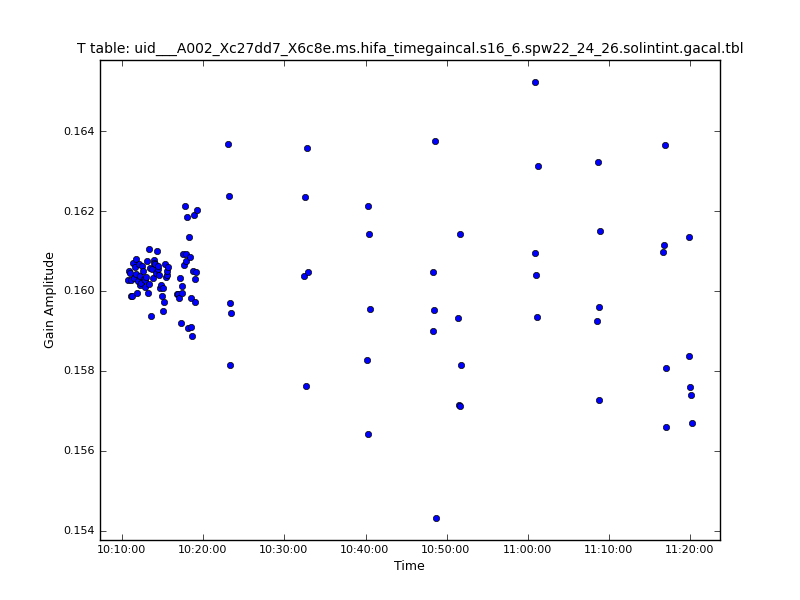 T table: uid___A002_Xc27dd7_X6c8e.ms.hifa_timegaincal.s16_6.spw22_24_26.solintint.gacal.tbl
Gain Amplitude
0.164
0.162
0.160
0.158
0.156
0.154
10:10:00 10:20:00 10:30:00 10:40:00 10:50:00 11:00:00 11:10:00 11:20:00
Time